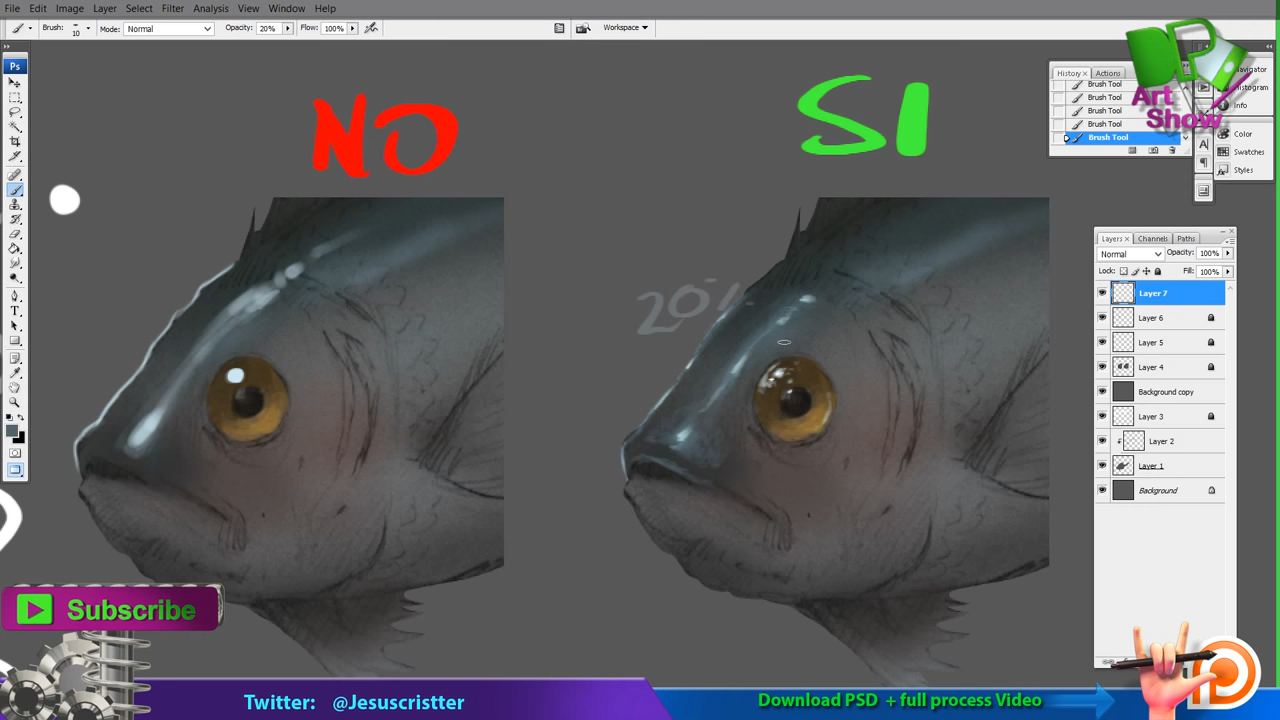 File Edit Image Layer Select Filter Analysis View Window Help
Brush: 10 Mode: Normal Opacity: 20% Flow: 100% Workspace
Ps
NO
SI
20%
History Actions
Brush Tool
Brush Tool
Brush Tool
Brush Tool
Brush Tool
Art
Show
Navigator
Histogram
Info
Color
Swatches
Styles
Layers Channels Paths
Normal Opacity: 100%
Lock: Fill: 100%
Layer 7
Layer 6
Layer 5
Layer 4
Background copy
Layer 3
Layer 2
Layer 1
Background
Subscribe
Twitter: @Jesuscristter
Download PSD + full process Video